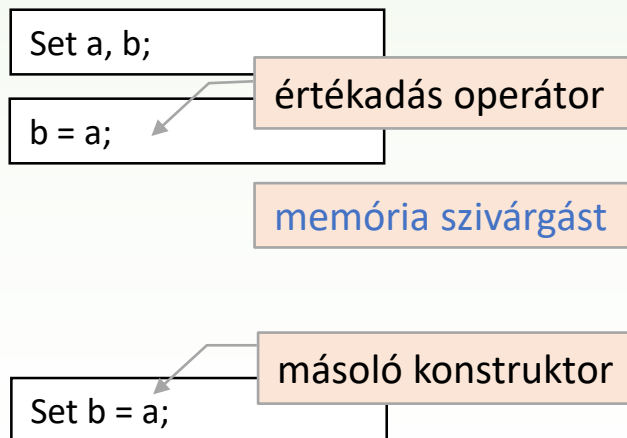 Set a, b;
értékadás operátor
b = a;
memória szivárgást
másoló konstruktor
Set b = a;